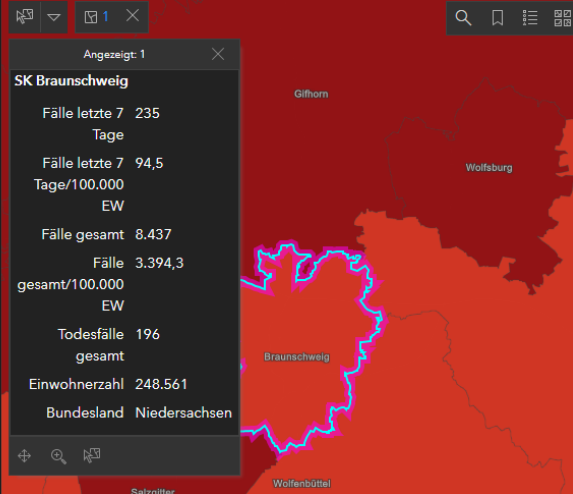 1
Angezeigt: 1
SK Braunschweig
Fälle letzte 7 Tage 235
Fälle letzte 7 Tage/100.000 EW 94,5
Fälle gesamt 8.437
Fälle gesamt/100.000 EW 3.394,3
Todesfälle gesamt 196
Einwohnerzahl 248.561
Bundesland Niedersachsen
Gifhorn
Wolfsburg
Braunschweig
Wolfenbüttel
Salzgitter